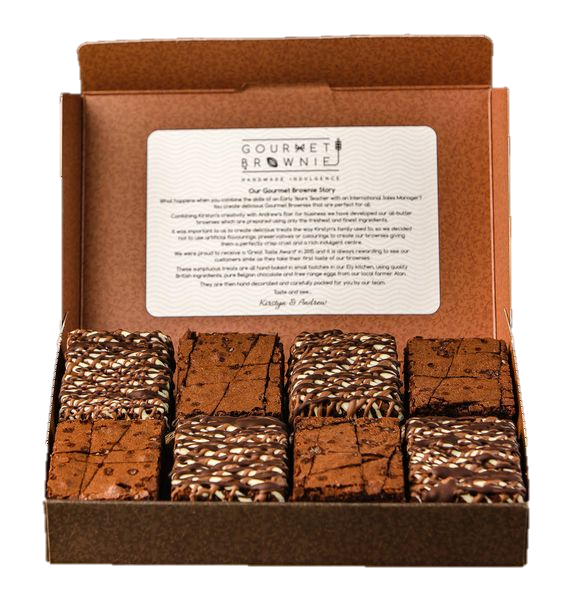 GOURMET
BROWNIE
HANDMADE INDULGENCE
Our Gourmet Brownie Story
What happens when you combine the skills of an Early Years Teacher with an International Sales Manager?
You create delicious Gourmet Brownies that are perfect for all.
Combining Kirstyn's creativity with Andrew's flair for business we have developed our all-butter
brownies which are prepared using only the freshest and finest ingredients.
It was important to us to create delicious treats the way Kirstyn's family used to, so we decided
not to use artificial flavourings, preservatives or colourings to create our brownies giving
them a perfectly crisp crust and a rich indulgent centre.
We were proud to receive a 'Great Taste Award' in 2015 and it is always rewarding to see our
customers smile as they take their first taste of our brownies.
These sumptuous treats are all hand-baked in small batches in our Ely kitchen, using quality
British ingredients, pure Belgian chocolate and free range eggs from our local farmer Alan.
They are then hand decorated and carefully packed for you by our team.
Taste and see...
Kirstyn & Andrew